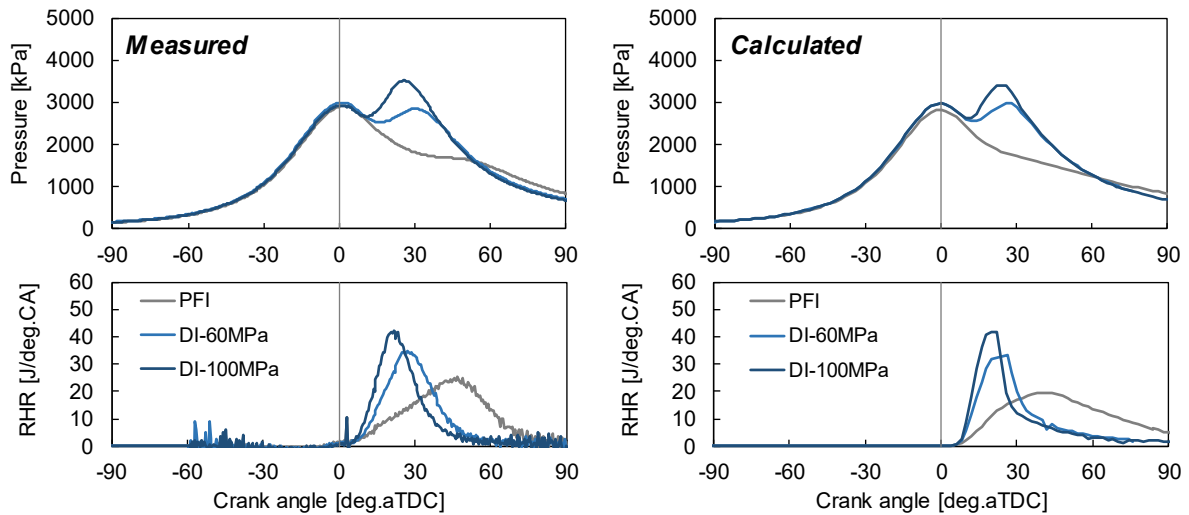 Measured
Pressure [kPa]
5000
4000
3000
2000
1000
0
-90 -60 -30 0 30 60 90
Calculated
Pressure [kPa]
5000
4000
3000
2000
1000
0
-90 -60 -30 0 30 60 90
RHR [J/deg.CA]
60
50
40
30
20
10
0
PFI
DI-60MPa
DI-100MPa
-90 -60 -30 0 30 60 90
Crank angle [deg.aTDC]
RHR [J/deg.CA]
60
50
40
30
20
10
0
PFI
DI-60MPa
DI-100MPa
-90 -60 -30 0 30 60 90
Crank angle [deg.aTDC]